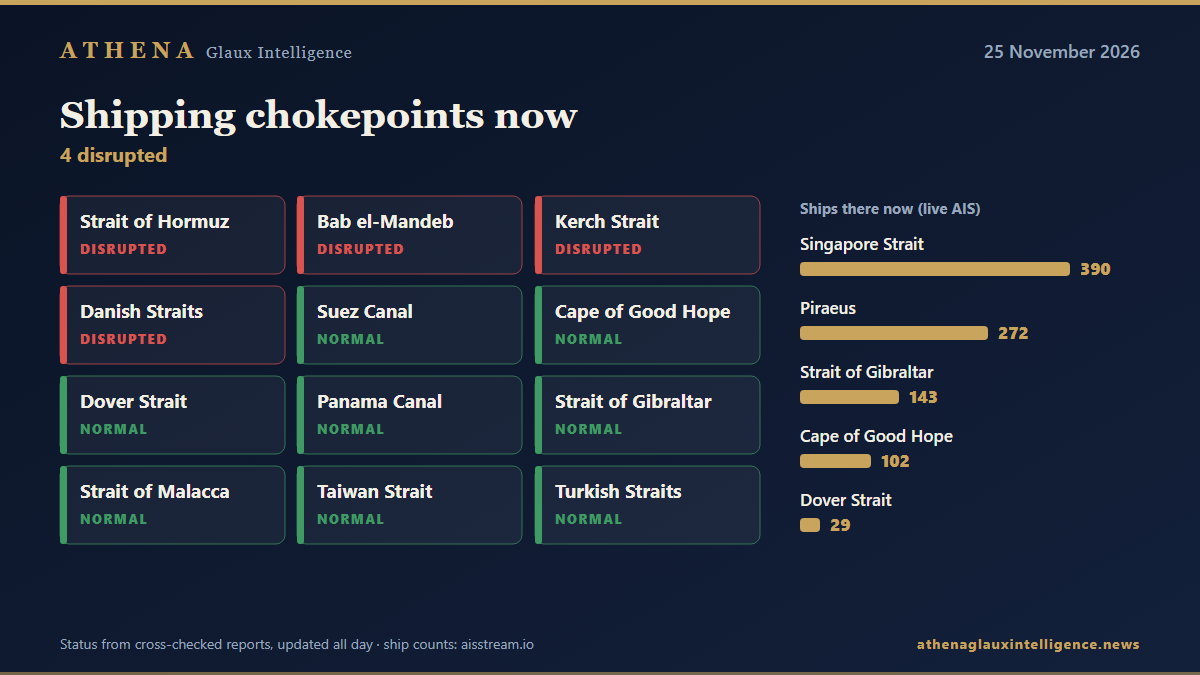 ATHENA Glaux Intelligence
25 November 2026
Shipping chokepoints now
4 disrupted
Strait of Hormuz
DISRUPTED
Bab el-Mandeb
DISRUPTED
Kerch Strait
DISRUPTED
Danish Straits
DISRUPTED
Suez Canal
NORMAL
Cape of Good Hope
NORMAL
Dover Strait
NORMAL
Panama Canal
NORMAL
Strait of Gibraltar
NORMAL
Strait of Malacca
NORMAL
Taiwan Strait
NORMAL
Turkish Straits
NORMAL
Ships there now (live AIS)
Singapore Strait
390
Piraeus
272
Strait of Gibraltar
143
Cape of Good Hope
102
Dover Strait
29
Status from cross-checked reports, updated all day · ship counts: aisstream.io
athenaglauxintelligence.news